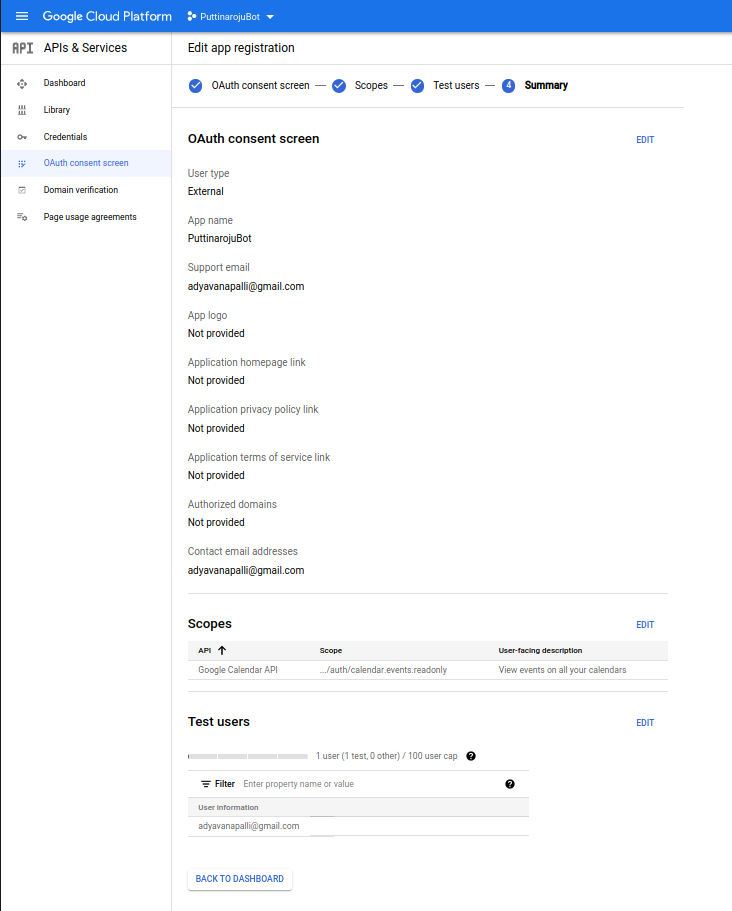 Google Cloud Platform PuttinarojuBot
API APIs & Services
Edit app registration
Dashboard
Library
Credentials
OAuth consent screen
Domain verification
Page usage agreements
OAuth consent screen — Scopes — Test users — 4 Summary
OAuth consent screen EDIT
User type
External
App name
PuttinarojuBot
Support email
adyavanapalli@gmail.com
App logo
Not provided
Application homepage link
Not provided
Application privacy policy link
Not provided
Application terms of service link
Not provided
Authorized domains
Not provided
Contact email addresses
adyavanapalli@gmail.com
Scopes EDIT
API Scope User-facing description
Google Calendar API .../auth/calendar.events.readonly View events on all your calendars
Test users EDIT
1 user (1 test, 0 other) / 100 user cap ?
Filter Enter property name or value ?
User information
adyavanapalli@gmail.com
BACK TO DASHBOARD